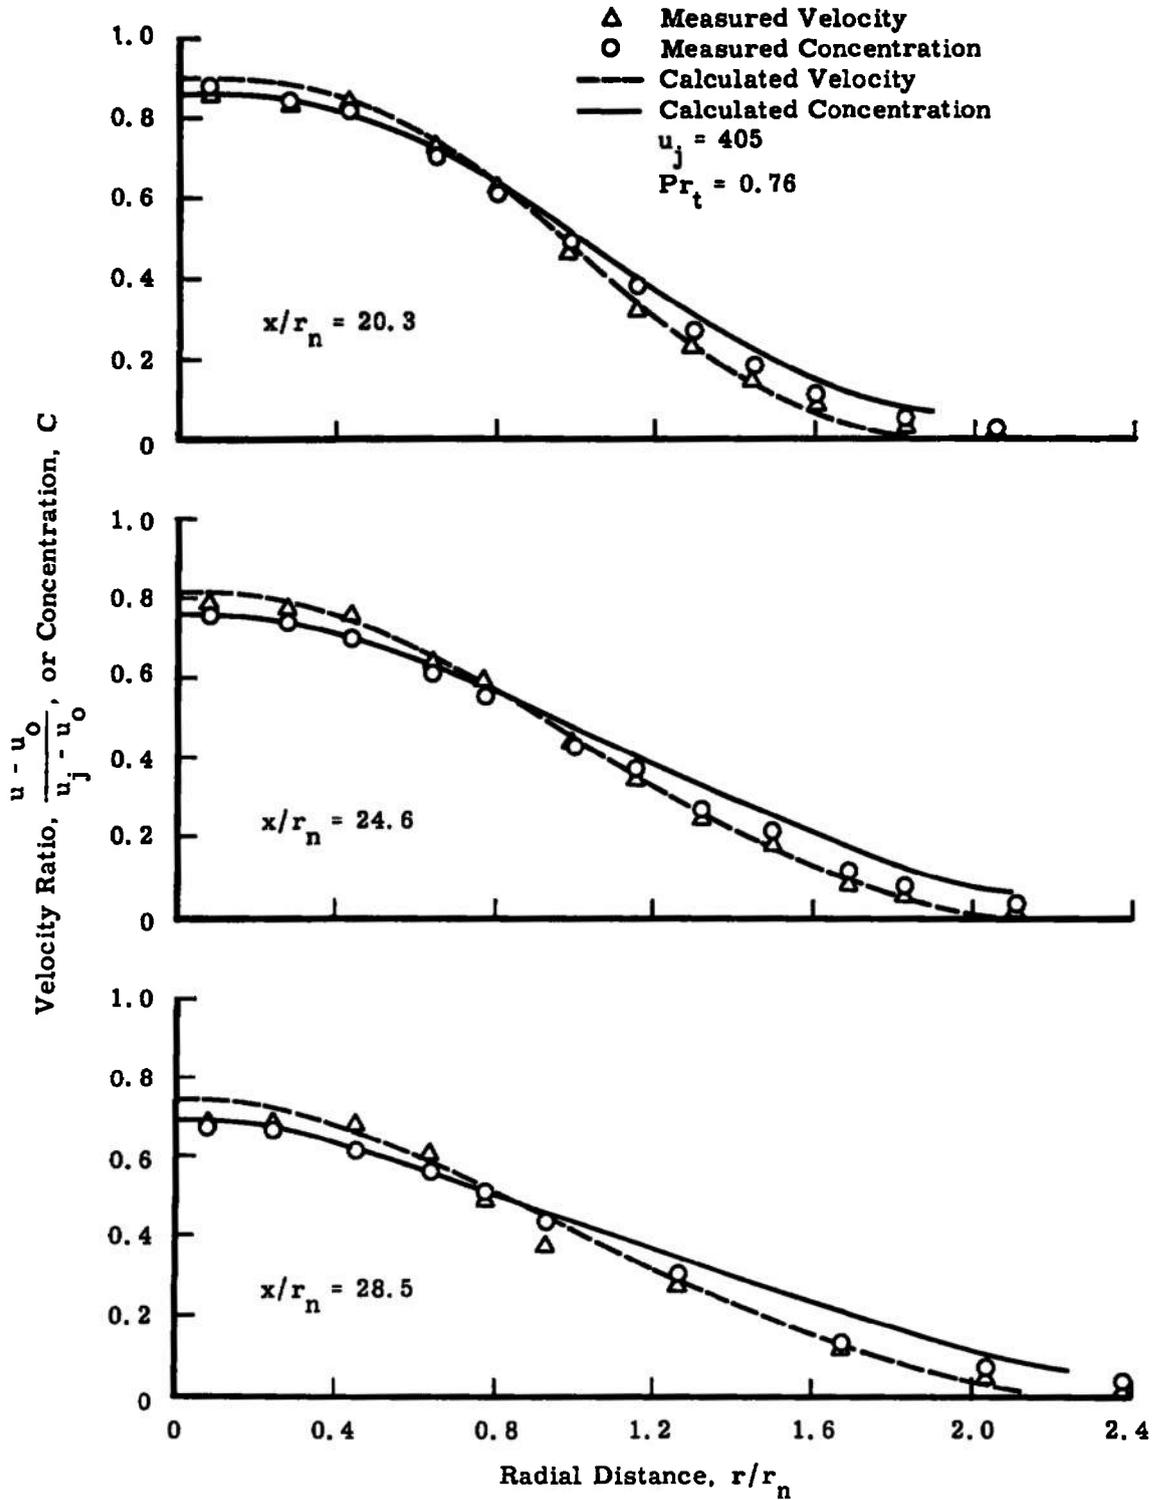 Measured Velocity
Measured Concentration
Calculated Velocity
Calculated Concentration
u_j = 405
Pr_t = 0.76
1.0
0.8
0.6
0.4
0.2
0
x/r_n = 20.3
1.0
0.8
0.6
0.4
0.2
0
x/r_n = 24.6
1.0
0.8
0.6
0.4
0.2
0
x/r_n = 28.5
0 0.4 0.8 1.2 1.6 2.0 2.4
Radial Distance, r/r_n
Velocity Ratio, (u - u_o)/(u_j - u_o), or Concentration, C